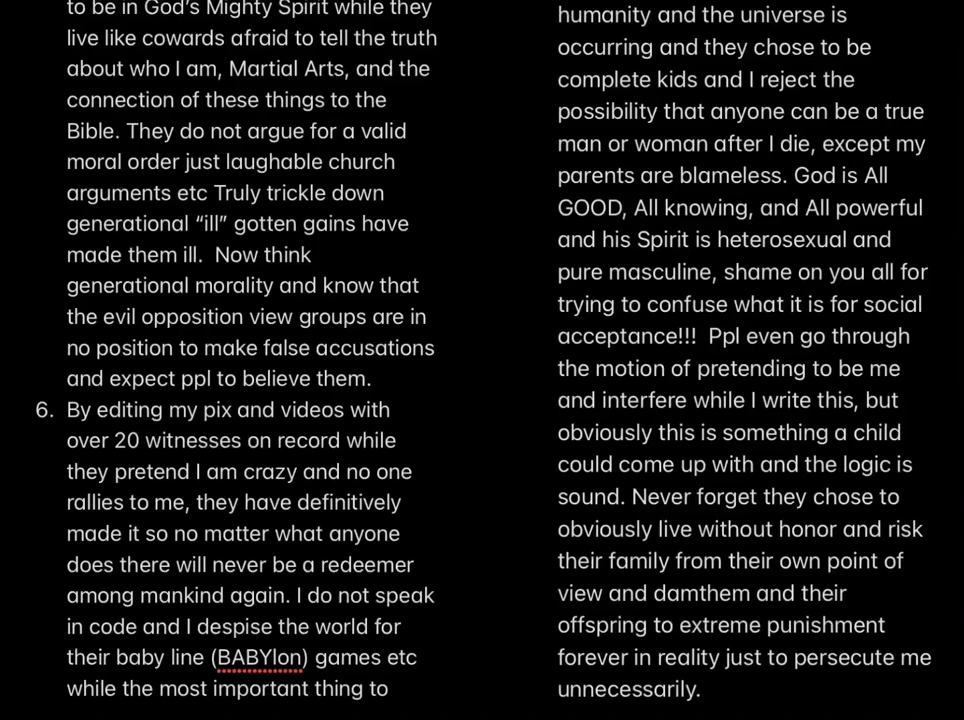 to be in God's Mighty Spirit while they
live like cowards afraid to tell the truth
about who I am, Martial Arts, and the
connection of these things to the
Bible. They do not argue for a valid
moral order just laughable church
arguments etc Truly trickle down
generational “ill” gotten gains have
made them ill.  Now think
generational morality and know that
the evil opposition view groups are in
no position to make false accusations
and expect ppl to believe them.
6. By editing my pix and videos with
over 20 witnesses on record while
they pretend I am crazy and no one
rallies to me, they have definitively
made it so no matter what anyone
does there will never be a redeemer
among mankind again. I do not speak
in code and I despise the world for
their baby line (BABYlon) games etc
while the most important thing to
humanity and the universe is
occurring and they chose to be
complete kids and I reject the
possibility that anyone can be a true
man or woman after I die, except my
parents are blameless. God is All
GOOD, All knowing, and All powerful
and his Spirit is heterosexual and
pure masculine, shame on you all for
trying to confuse what it is for social
acceptance!!!  Ppl even go through
the motion of pretending to be me
and interfere while I write this, but
obviously this is something a child
could come up with and the logic is
sound. Never forget they chose to
obviously live without honor and risk
their family from their own point of
view and damthem and their
offspring to extreme punishment
forever in reality just to persecute me
unnecessarily.